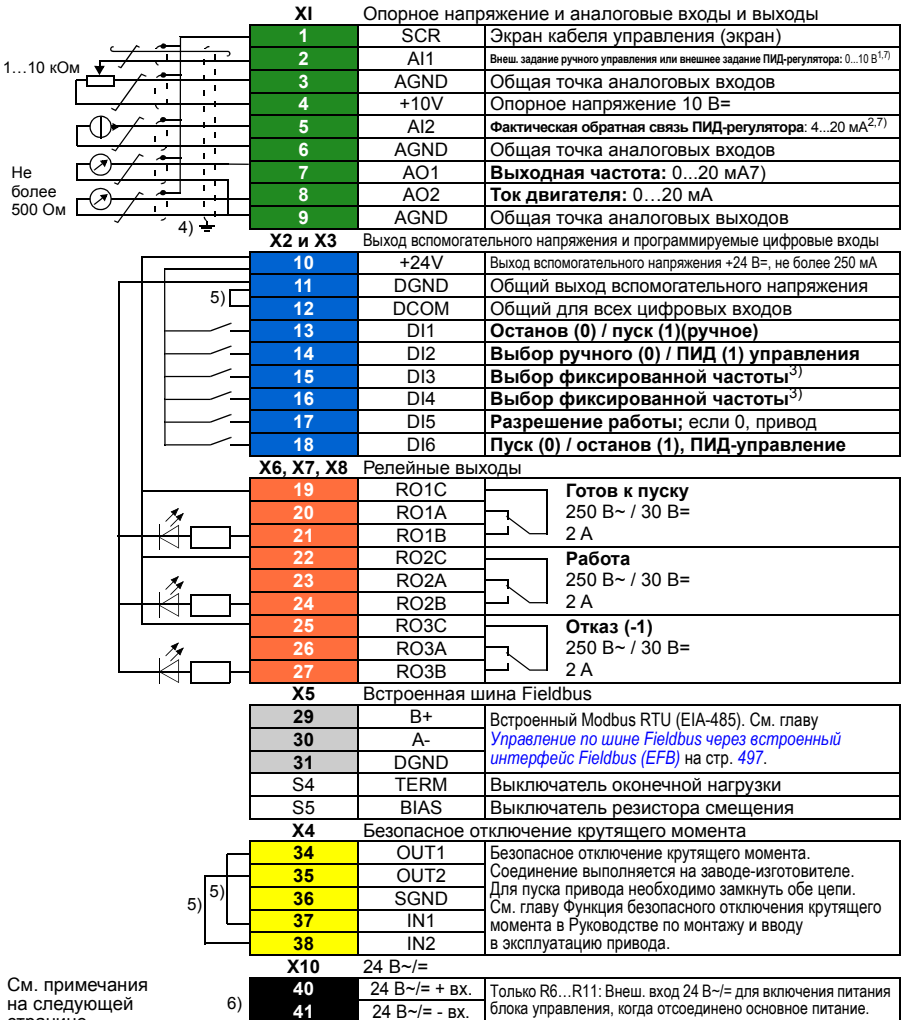 XI Опорное напряжение и аналоговые входы и выходы
1 SCR Экран кабеля управления (экран)
2 AI1 Внеш. задание ручного управления или внешнее задание ПИД-регулятора: 0...10 В1,7)
1…10 кОм
3 AGND Общая точка аналоговых входов
4 +10V Опорное напряжение 10 В=
5 AI2 Фактическая обратная связь ПИД-регулятора: 4...20 мА2,7)
6 AGND Общая точка аналоговых входов
7 AO1 Выходная частота: 0...20 мА7)
Не
более
500 Ом
8 AO2 Ток двигателя: 0…20 мА
9 AGND Общая точка аналоговых выходов
4)
X2 и X3 Выход вспомогательного напряжения и программируемые цифровые входы
10 +24V Выход вспомогательного напряжения +24 В=, не более 250 мА
11 DGND Общий выход вспомогательного напряжения
5)
12 DCOM Общий для всех цифровых входов
13 DI1 Останов (0) / пуск (1)(ручное)
14 DI2 Выбор ручного (0) / ПИД (1) управления
15 DI3 Выбор фиксированной частоты3)
16 DI4 Выбор фиксированной частоты3)
17 DI5 Разрешение работы; если 0, привод
18 DI6 Пуск (0) / останов (1), ПИД-управление
X6, X7, X8 Релейные выходы
19 RO1C Готов к пуску
20 RO1A 250 В~ / 30 В=
21 RO1B 2 А
22 RO2C Работа
23 RO2A 250 В~ / 30 В=
24 RO2B 2 А
25 RO3C Отказ (-1)
26 RO3A 250 В~ / 30 В=
27 RO3B 2 А
X5 Встроенная шина Fieldbus
29 B+ Встроенный Modbus RTU (EIA-485). См. главу
30 A- Управление по шине Fieldbus через встроенный
31 DGND интерфейс Fieldbus (EFB) на стр. 497.
S4 TERM Выключатель оконечной нагрузки
S5 BIAS Выключатель резистора смещения
X4 Безопасное отключение крутящего момента
34 OUT1 Безопасное отключение крутящего момента.
35 OUT2 Соединение выполняется на заводе-изготовителе.
5) 5)
36 SGND Для пуска привода необходимо замкнуть обе цепи.
37 IN1 См. главу Функция безопасного отключения крутящего
момента в Руководстве по монтажу и вводу
38 IN2 в эксплуатацию привода.
X10 24 В~/=
40 24 В~/= + вх. Только R6…R11: Внеш. вход 24 В~/= для включения питания
6)
41 24 В~/= - вх. блока управления, когда отсоединено основное питание.
См. примечания
на следующей
странице